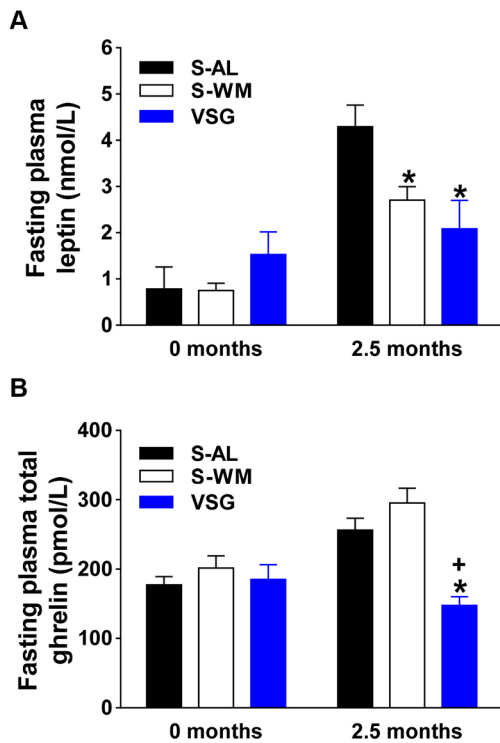 A
Fasting plasma
leptin (nmol/L)
6
5
4
3
2
1
0
S-AL
S-WM
VSG
*
*
0 months
2.5 months
B
Fasting plasma total
ghrelin (pmol/L)
400
300
200
100
0
S-AL
S-WM
VSG
+
*
0 months
2.5 months